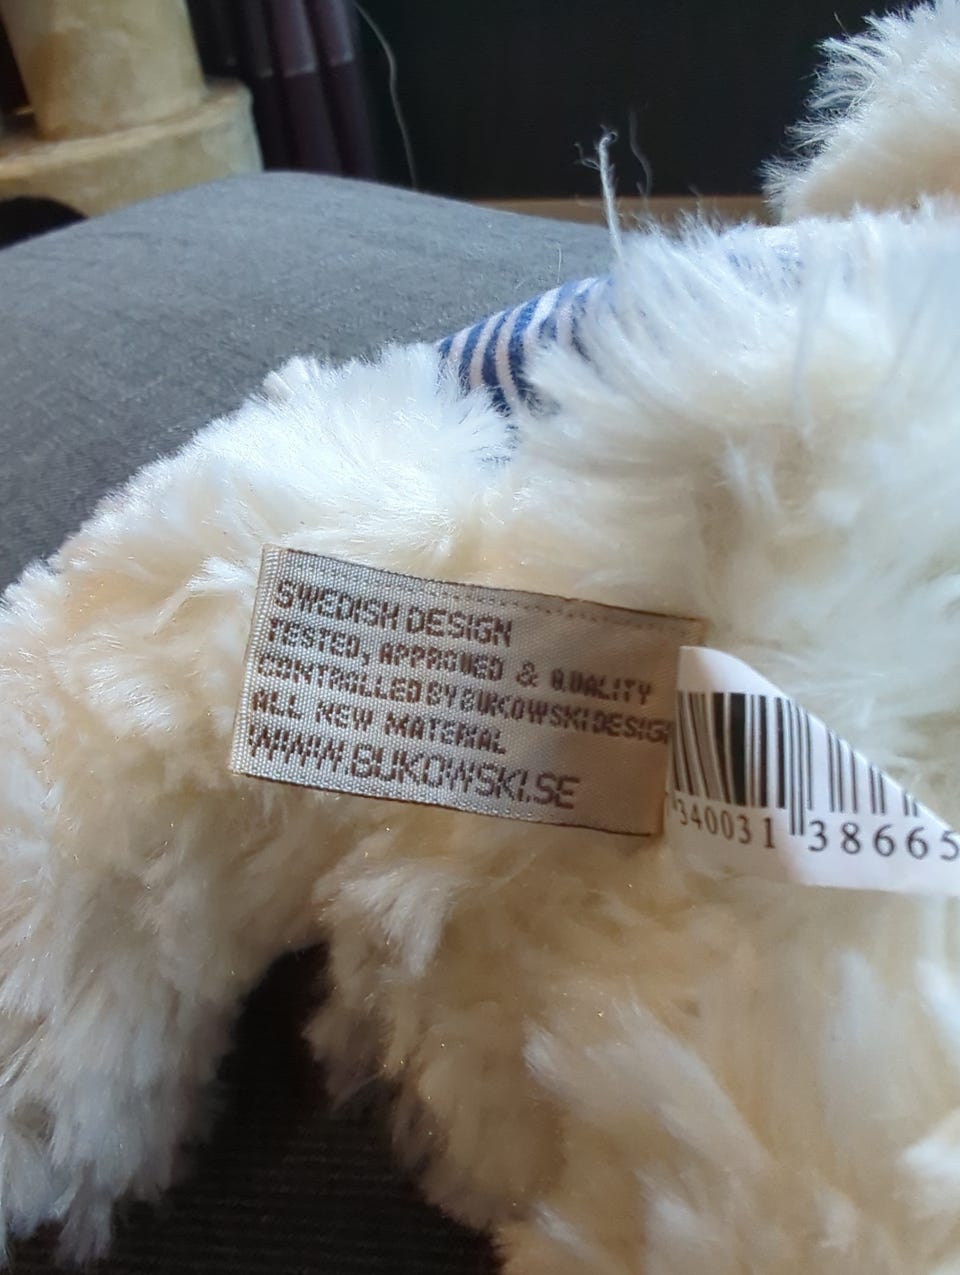 SWEDISH DESIGN
TESTED, APPROVED & QUALITY
CONTROLLED BY BUKOWSKI DESIGN
ALL NEW MATERIAL
WWW.BUKOWSKI.SE
340031 38665